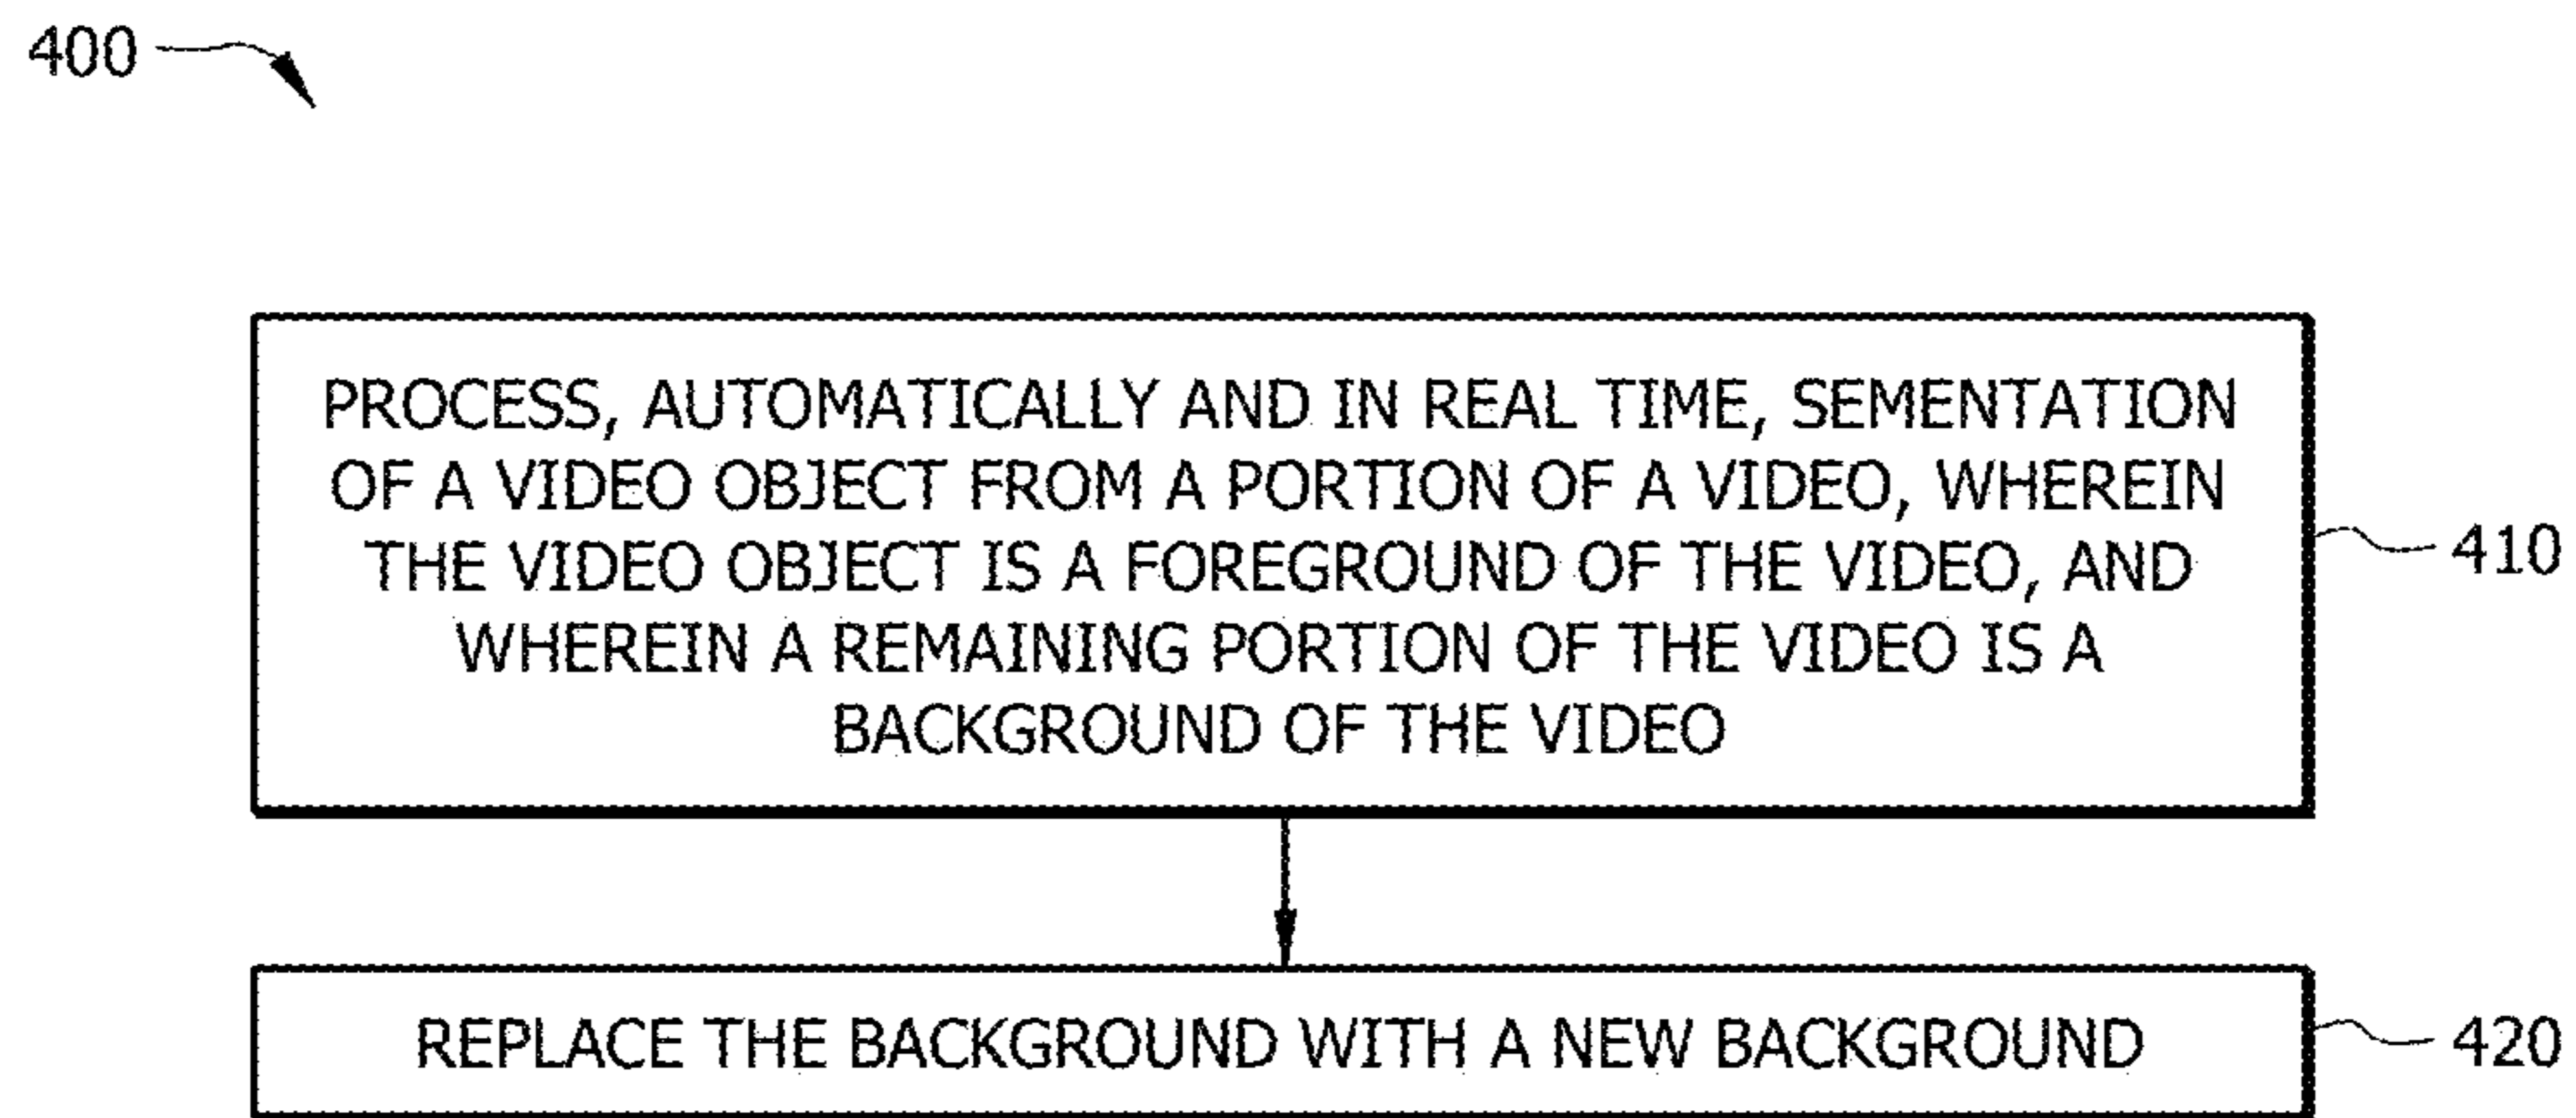 400
PROCESS, AUTOMATICALLY AND IN REAL TIME, SEMENTATION
OF A VIDEO OBJECT FROM A PORTION OF A VIDEO, WHEREIN
THE VIDEO OBJECT IS A FOREGROUND OF THE VIDEO, AND
WHEREIN A REMAINING PORTION OF THE VIDEO IS A
BACKGROUND OF THE VIDEO
410
REPLACE THE BACKGROUND WITH A NEW BACKGROUND
420